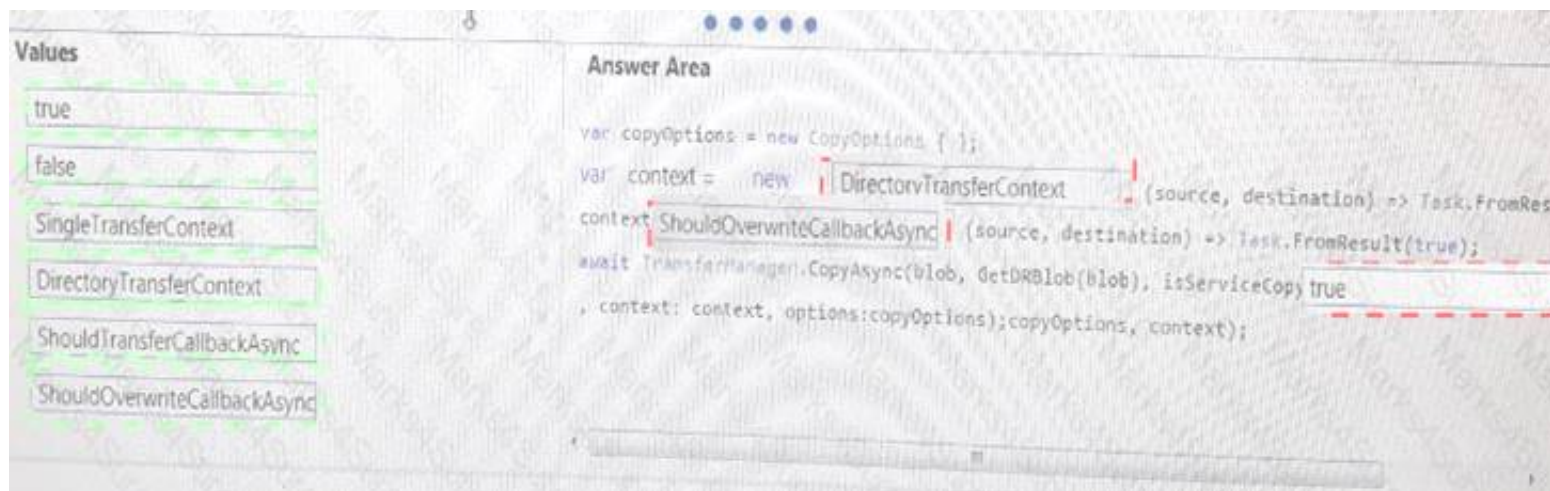 Values
true
false
SingleTransferContext
DirectoryTransferContext
ShouldTransferCallbackAsync
ShouldOverwriteCallbackAsync
Answer Area
var copyOptions = new CopyOptions { };
var context = new DirectoryTransferContext (source, destination) => Task.FromRes
context ShouldOverwriteCallbackAsync (source, destination) => Task.FromResult(true);
await TransferManager.CopyAsync(blob, GetDRBlob(blob), isServiceCopy true
, context: context, options:copyOptions);copyOptions, context);